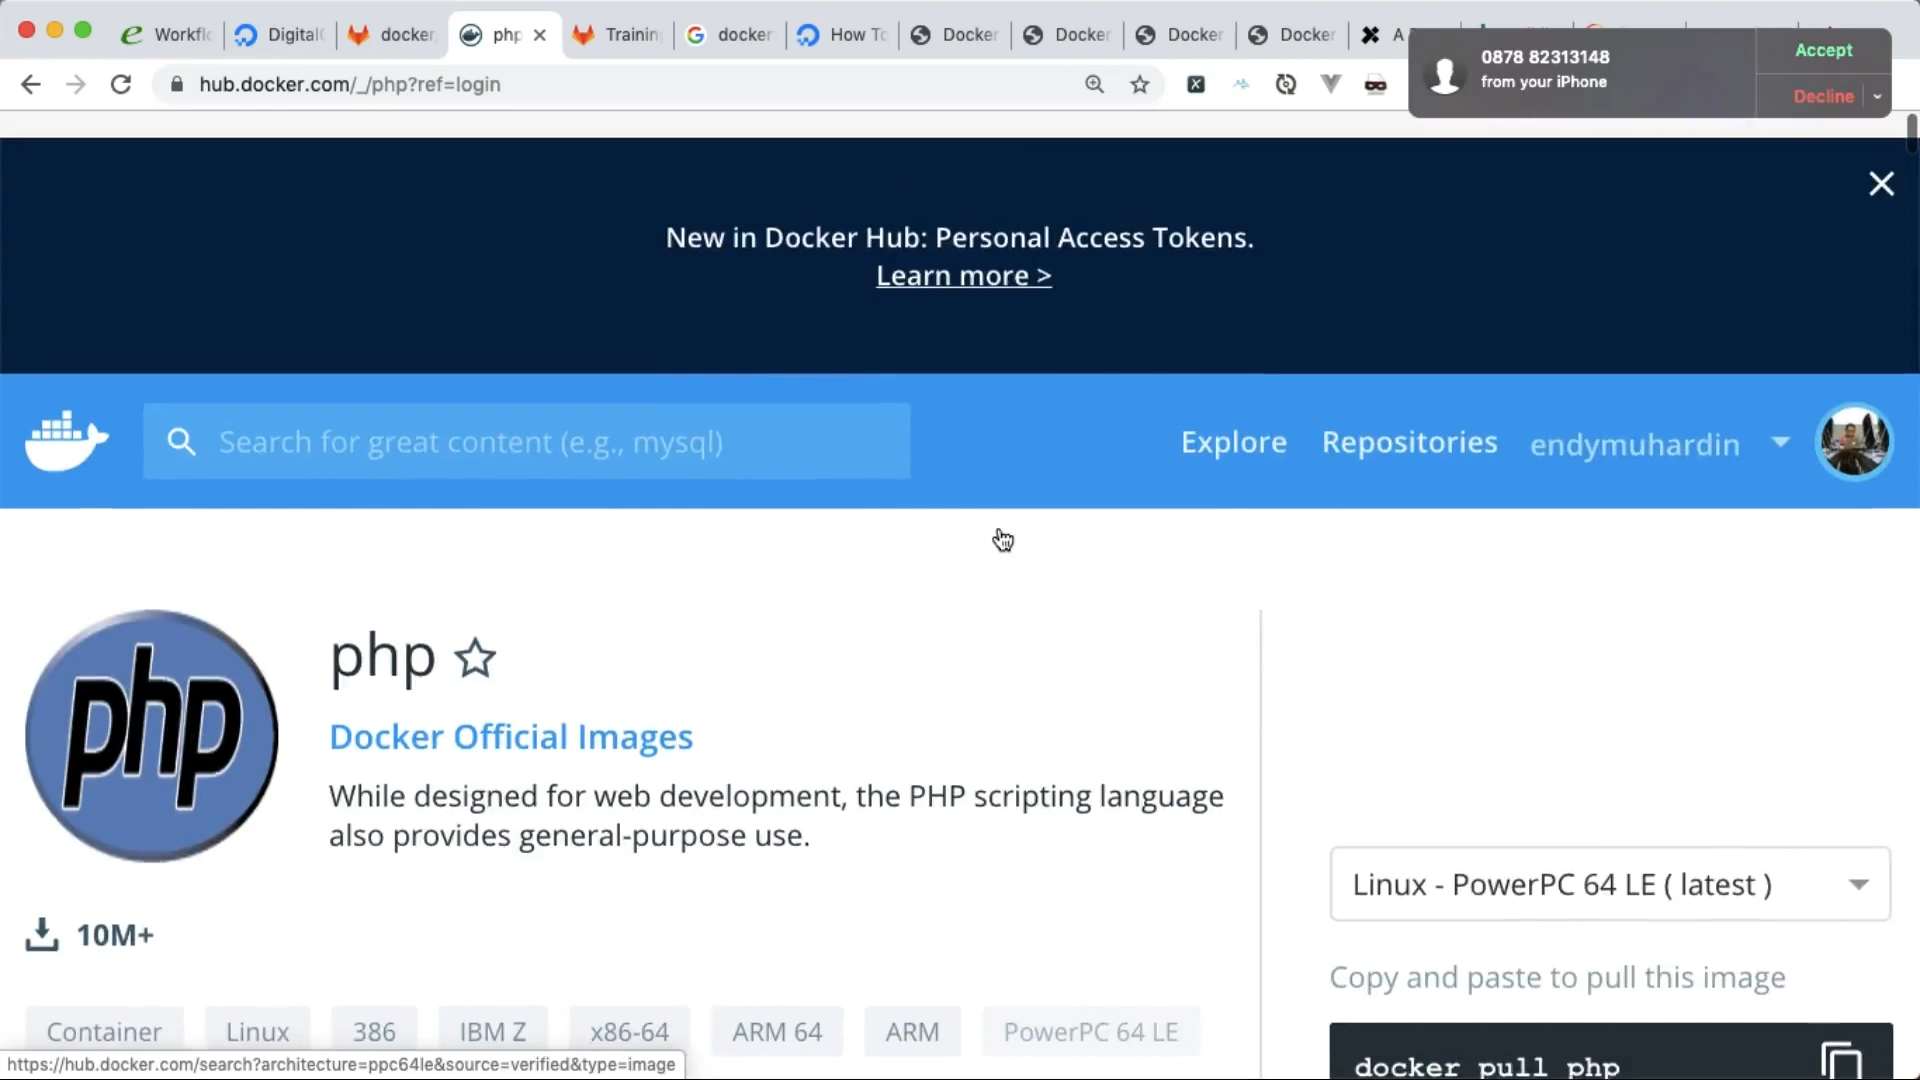 Workfl
Digital
docker
php
Trainin
docker
How To
Docker
Docker
Docker
Docker
A
0878 82313148
from your iPhone
Accept
Decline
hub.docker.com/_/php?ref=login
New in Docker Hub: Personal Access Tokens.
Learn more >
Search for great content (e.g., mysql)
Explore
Repositories
endymuhardin
php
php
Docker Official Images
While designed for web development, the PHP scripting language
also provides general-purpose use.
Linux - PowerPC 64 LE ( latest )
10M+
Copy and paste to pull this image
Container
Linux
386
IBM Z
x86-64
ARM 64
ARM
PowerPC 64 LE
docker pull php
https://hub.docker.com/search?architecture=ppc64le&source=verified&type=image